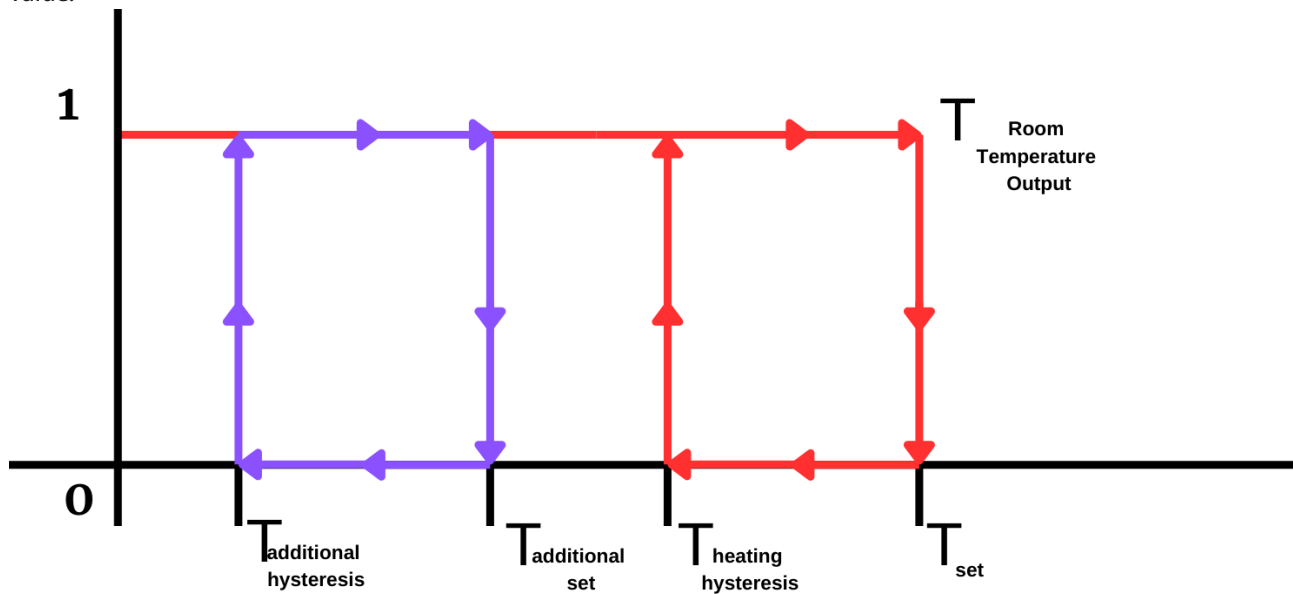 1
T Room
Temperature
Output
0
T additional
hysteresis
T additional
set
T heating
hysteresis
T set